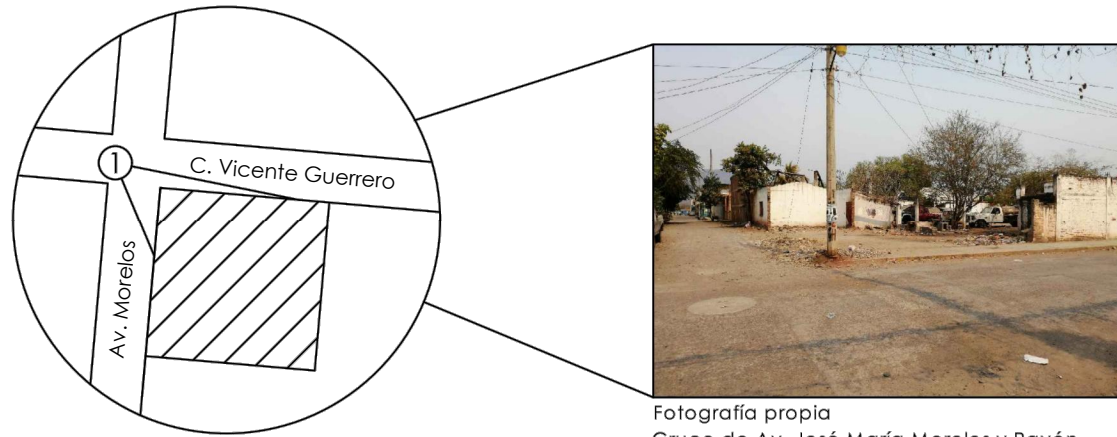 1
C. Vicente Guerrero
Av. Morelos
Fotografía propia
Cruce de Av. José María Morelos y Pavón